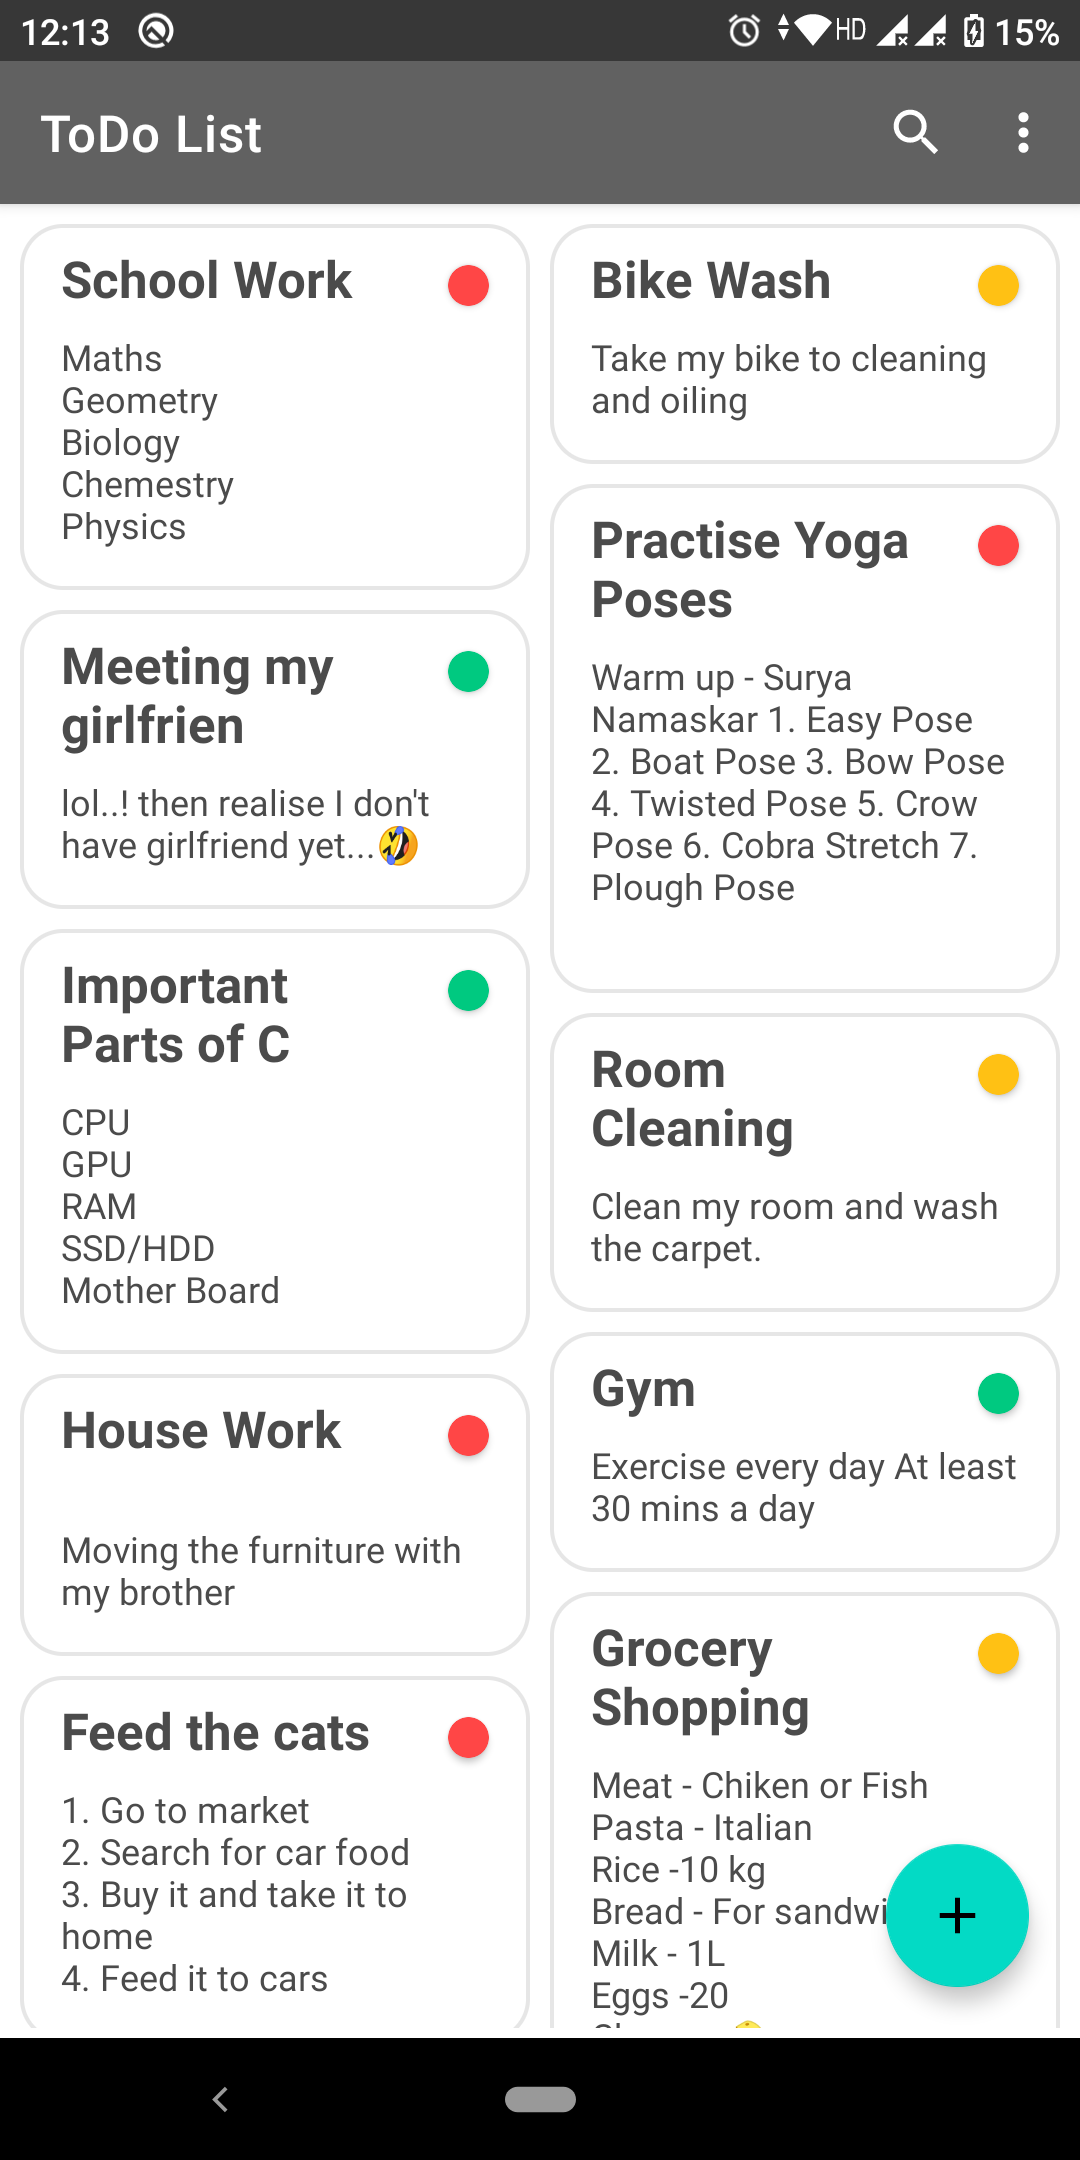 12:13
HD
15%
ToDo List
School Work
Maths
Geometry
Biology
Chemestry
Physics
Meeting my
girlfrien
lol..! then realise I don't
have girlfriend yet...🤣
Important
Parts of C
CPU
GPU
RAM
SSD/HDD
Mother Board
House Work
Moving the furniture with
my brother
Feed the cats
1. Go to market
2. Search for car food
3. Buy it and take it to
home
4. Feed it to cars
Bike Wash
Take my bike to cleaning
and oiling
Practise Yoga
Poses
Warm up - Surya
Namaskar 1. Easy Pose
2. Boat Pose 3. Bow Pose
4. Twisted Pose 5. Crow
Pose 6. Cobra Stretch 7.
Plough Pose
Room
Cleaning
Clean my room and wash
the carpet.
Gym
Exercise every day At least
30 mins a day
Grocery
Shopping
Meat - Chiken or Fish
Pasta - Italian
Rice -10 kg
Bread - For sandwi
Milk - 1L
Eggs -20